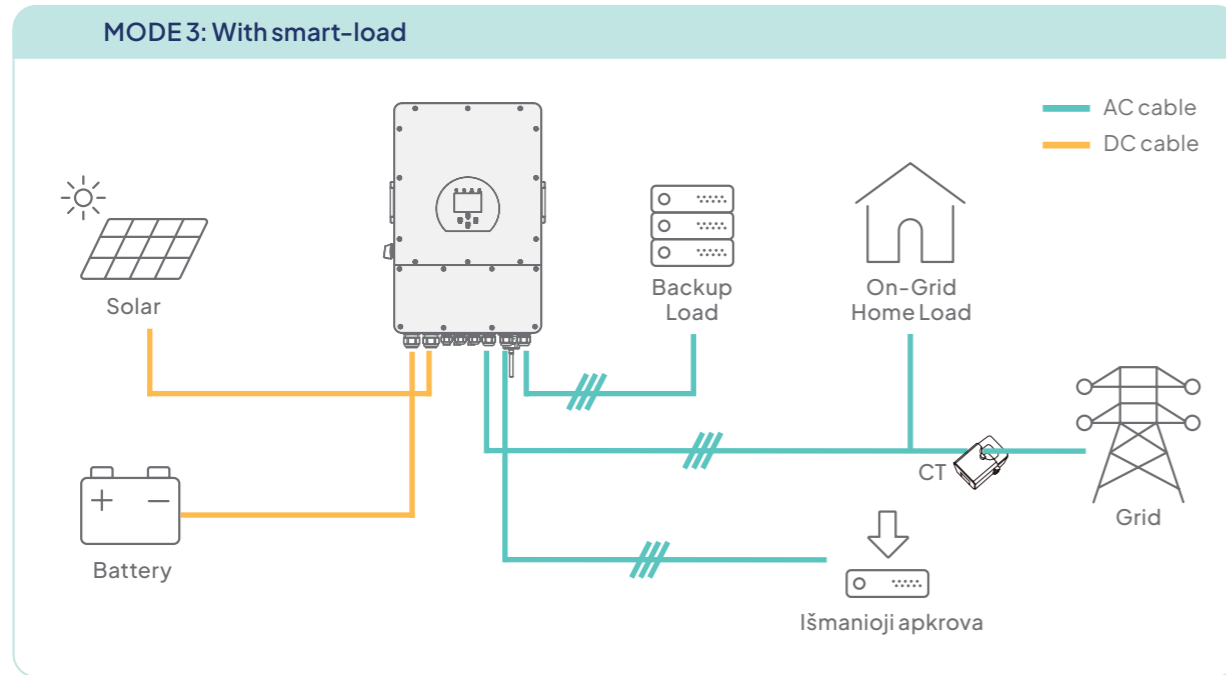 MODE 3: With smart-load
AC cable
DC cable
Solar
Backup
Load
On-Grid
Home Load
CT
Grid
+ −
Battery
Išmanioji apkrova